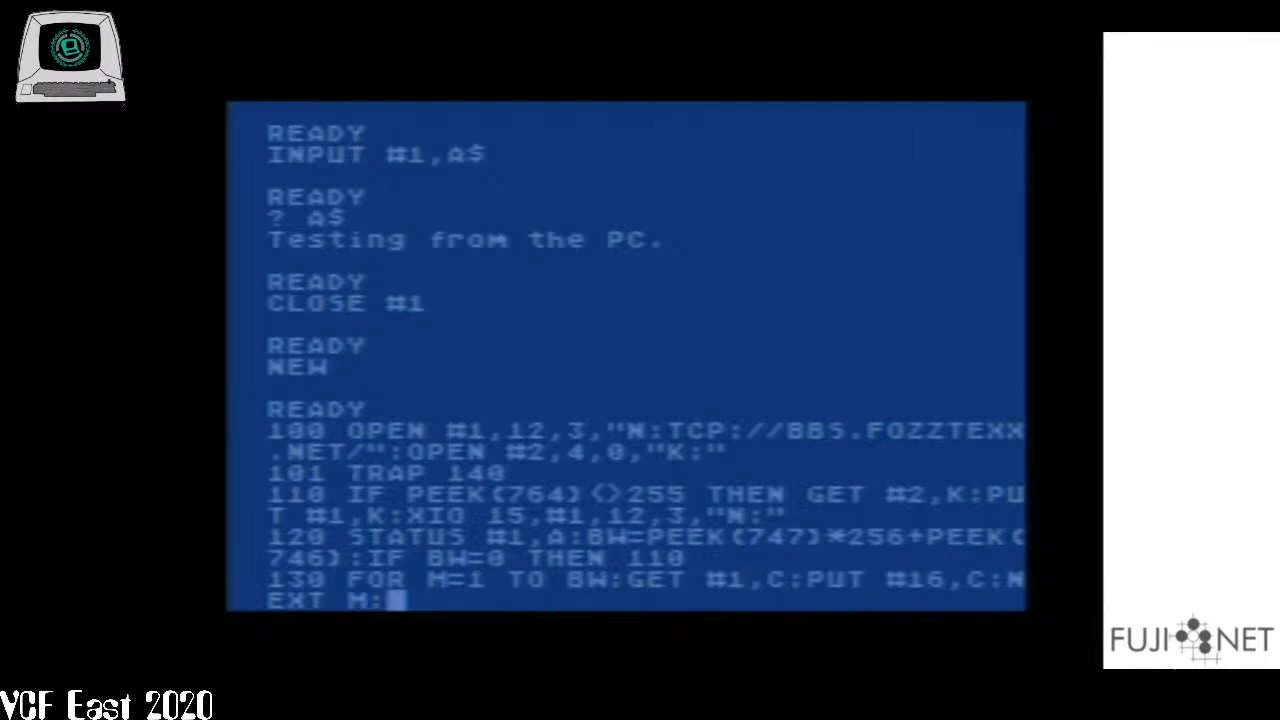 READY
INPUT #1,A$
READY
? A$
Testing from the PC.
READY
CLOSE #1
READY
NEW
READY
100 OPEN #1,12,3,"N:TCP://BBS.FOZZTEXX
.NET/":OPEN #2,4,0,"K:"
101 TRAP 140
110 IF PEEK(764)<>255 THEN GET #2,K:PU
T #1,K:XIO 15,#1,12,3,"N:"
120 STATUS #1,A:BW=PEEK(747)*256+PEEK(
746):IF BW=0 THEN 110
130 FOR M=1 TO BW:GET #1,C:PUT #16,C:N
EXT M:
FUJINET
VCF East 2020